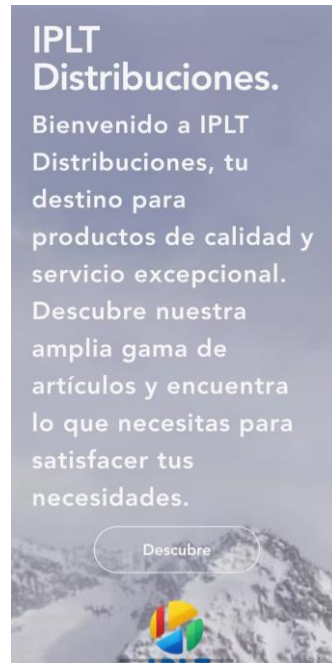 IPLT
Distribuciones.
Bienvenido a IPLT
Distribuciones, tu
destino para
productos de calidad y
servicio excepcional.
Descubre nuestra
amplia gama de
artículos y encuentra
lo que necesitas para
satisfacer tus
necesidades.
Descubre
IPLT